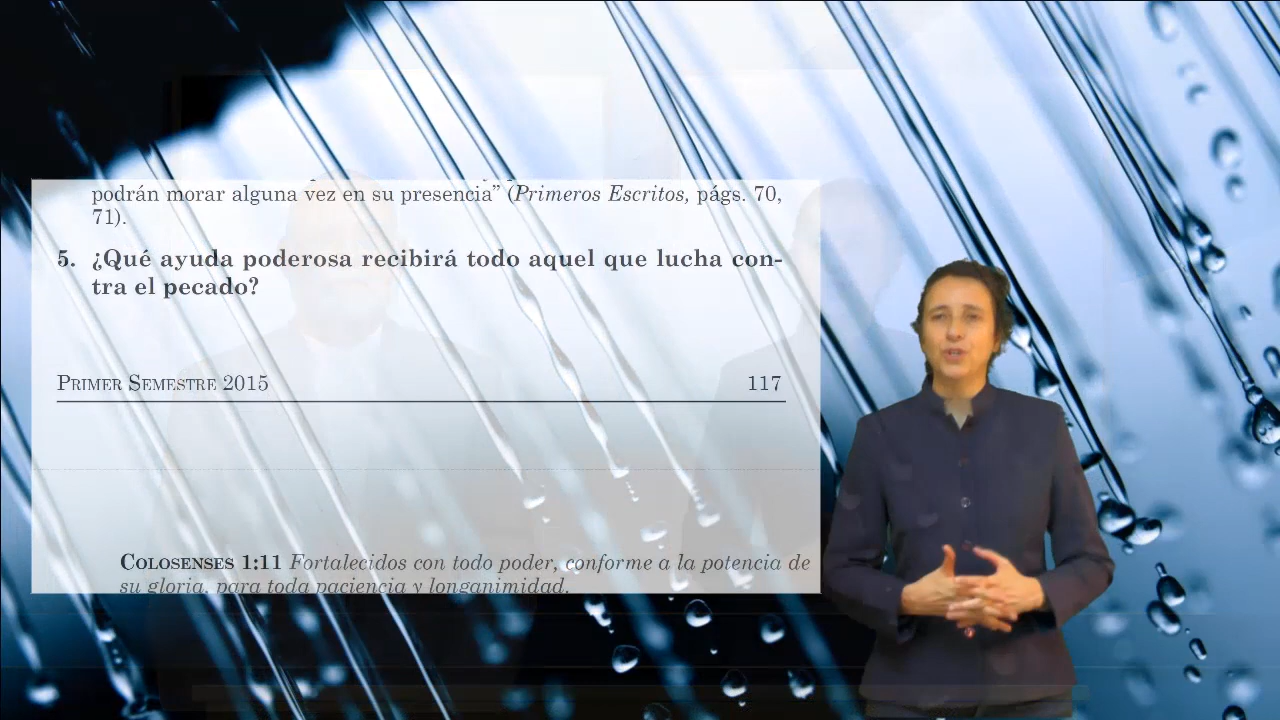 podrán morar alguna vez en su presencia” (Primeros Escritos, págs. 70,
71).
5. ¿Qué ayuda poderosa recibirá todo aquel que lucha con-
tra el pecado?
Primer Semestre 2015 117
Colosenses 1:11 Fortalecidos con todo poder, conforme a la potencia de
su gloria, para toda paciencia y longanimidad.